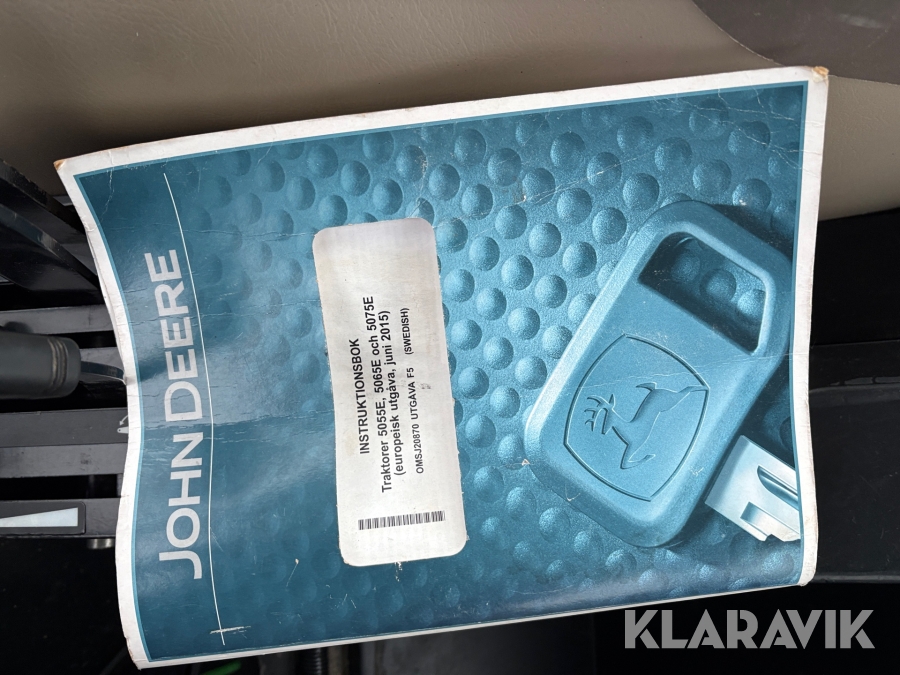 JOHN DEERE
INSTRUKTIONSBOK
Traktorer 5055E, 5065E och 5075E
(europeisk utgåva, juni 2015)
OMSJ20870 UTGÅVA F5 (SWEDISH)
KLARAVIK